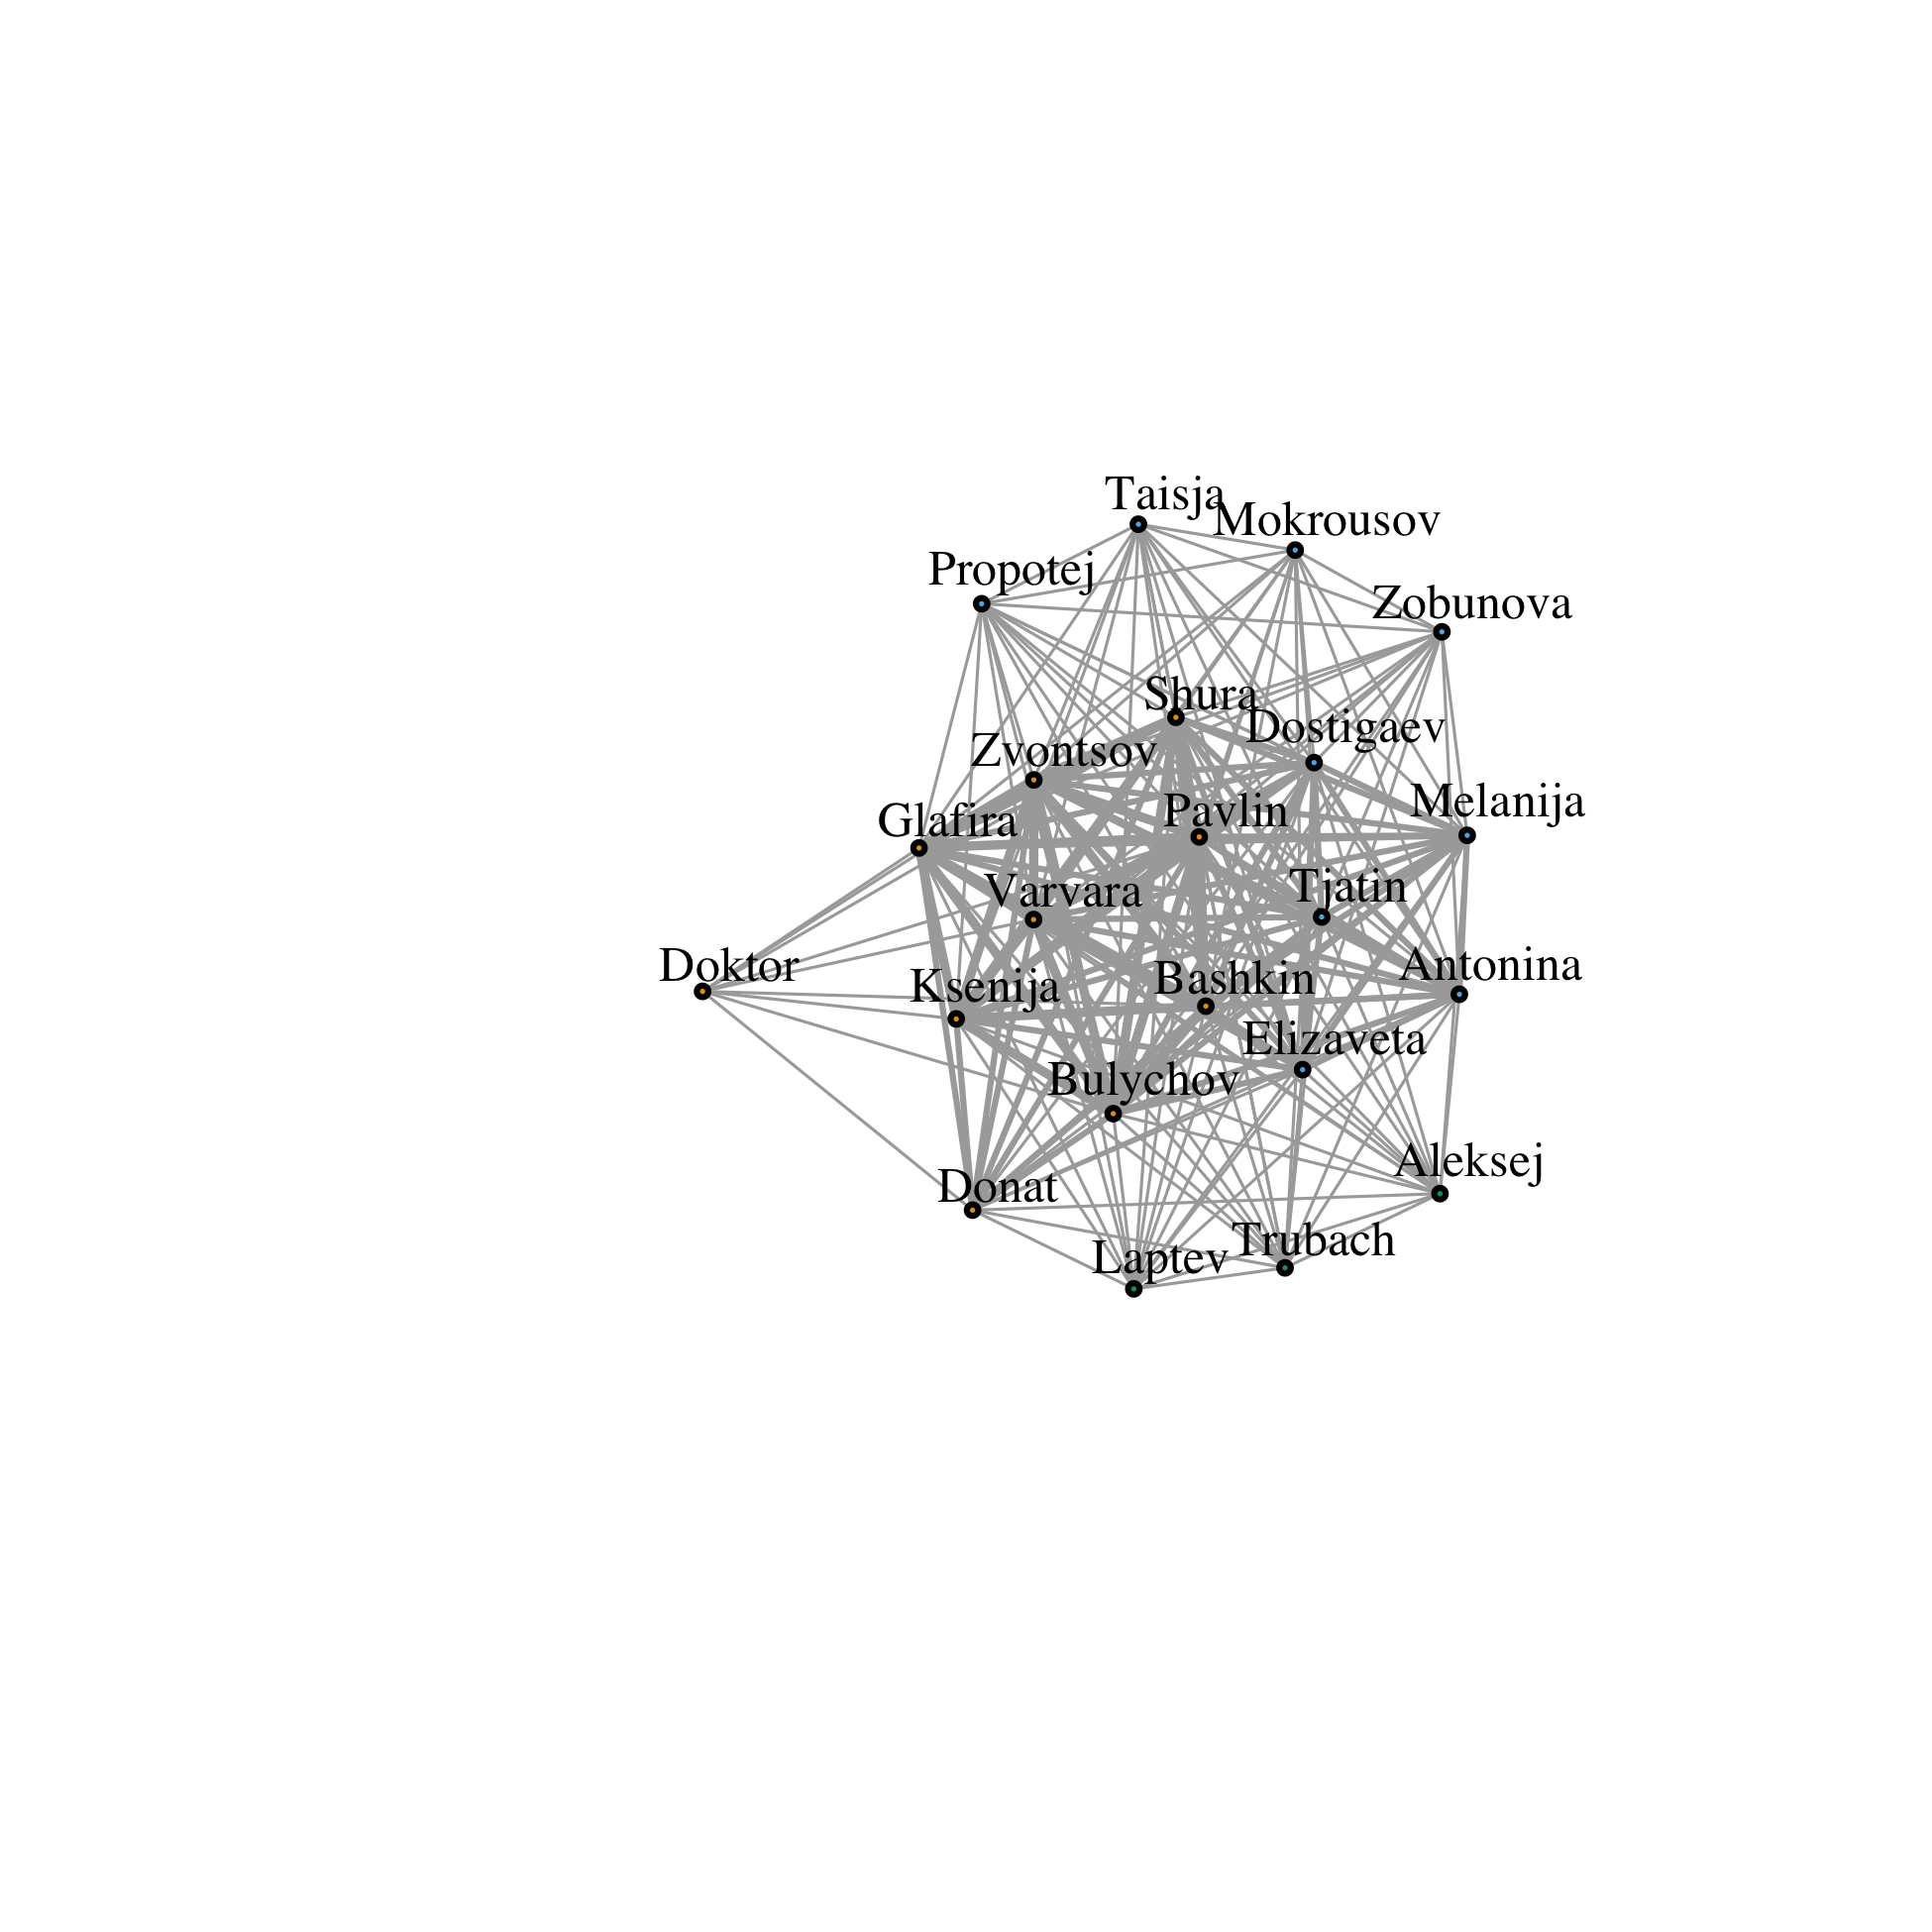 Taisja
Mokrousov
Propotej
Zobunova
Shura
Dostigaev
Zvontsov
Melanija
Pavlin
Glafira
Tjatin
Varvara
Doktor
Antonina
Bashkin
Ksenija
Elizaveta
Bulychov
Aleksej
Donat
Trubach
Laptev